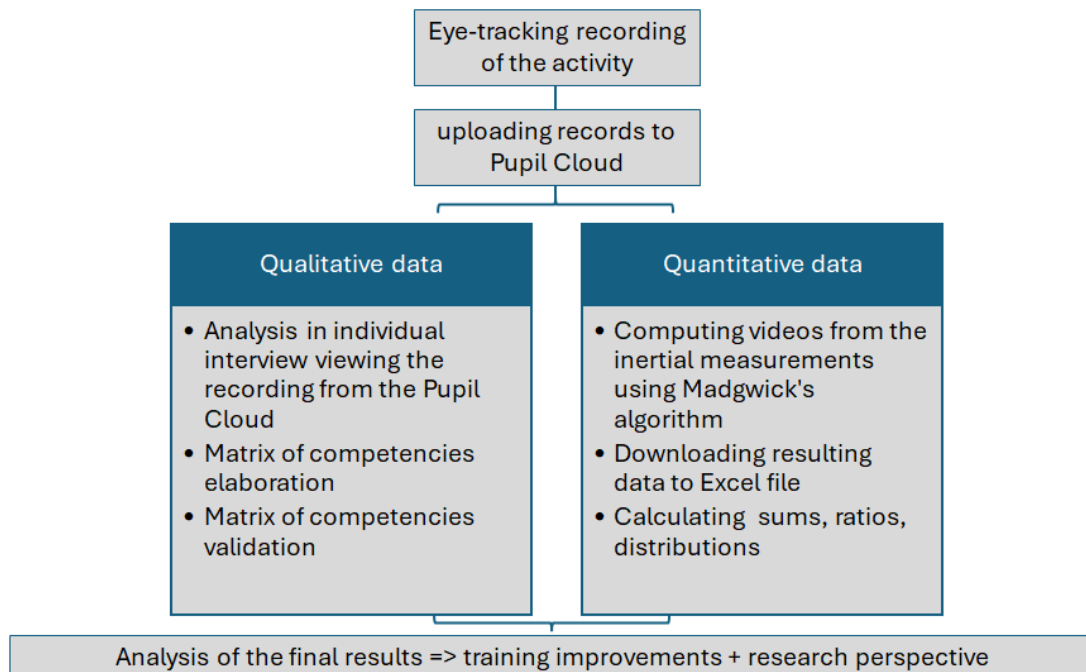 Eye-tracking recording
of the activity
uploading records to
Pupil Cloud
Qualitative data
• Analysis in individual
interview viewing the
recording from the Pupil
Cloud
• Matrix of competencies
elaboration
• Matrix of competencies
validation
Quantitative data
• Computing videos from the
inertial measurements
using Madgwick's
algorithm
• Downloading resulting
data to Excel file
• Calculating  sums, ratios,
distributions
Analysis of the final results => training improvements + research perspective